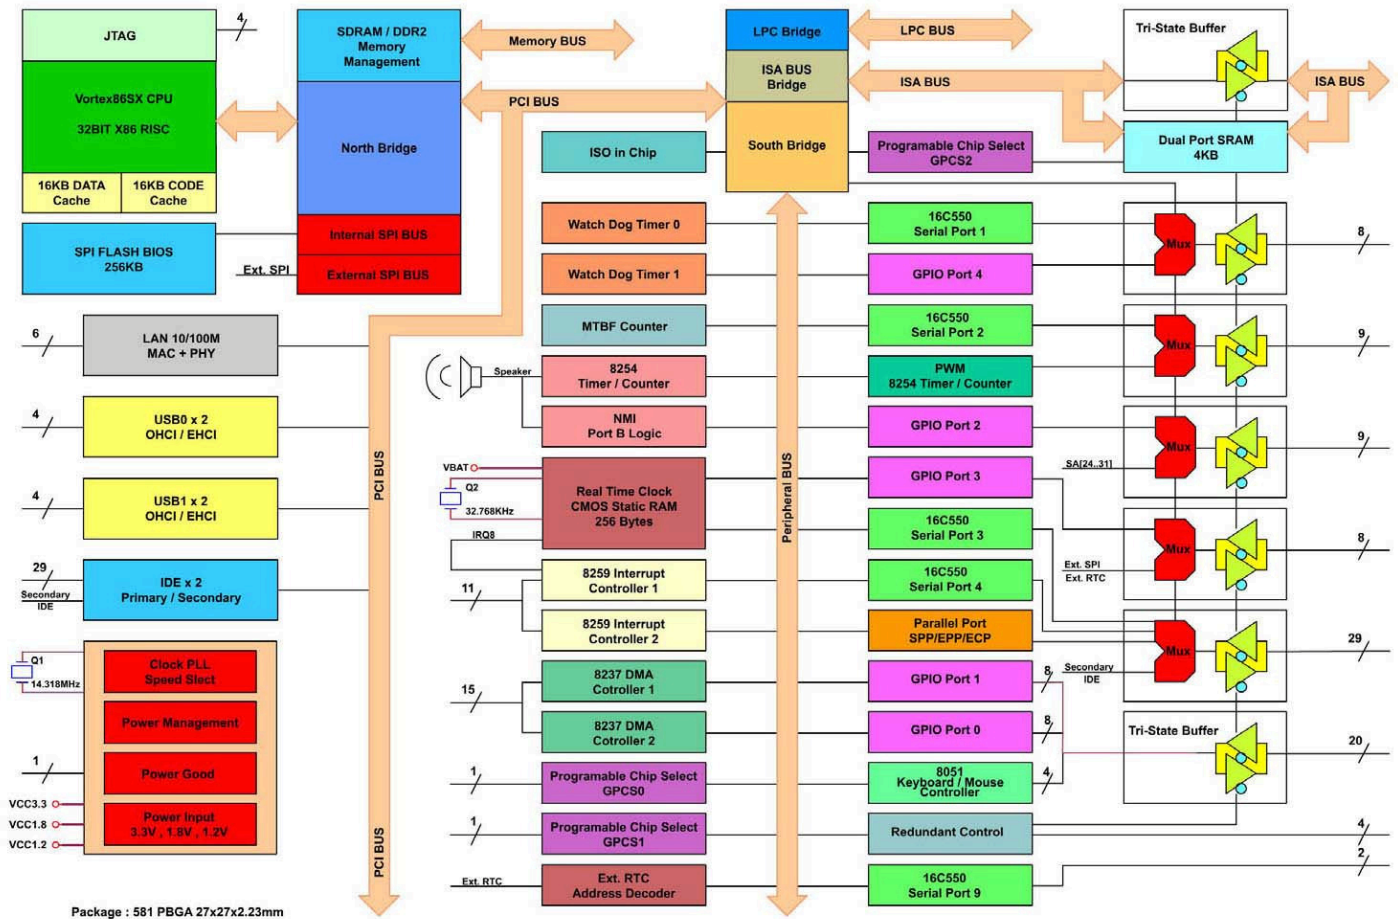 JTAG
4
Vortex86SX CPU
32BIT X86 RISC
16KB DATA
Cache
16KB CODE
Cache
SPI FLASH BIOS
256KB
SDRAM / DDR2
Memory
Management
North Bridge
Internal SPI BUS
External SPI BUS
Ext. SPI
Memory BUS
PCI BUS
LPC Bridge
ISA BUS
Bridge
South Bridge
LPC BUS
ISA BUS
Tri-State Buffer
ISA BUS
Dual Port SRAM
4KB
ISO in Chip
Programable Chip Select
GPCS2
Watch Dog Timer 0
16C550
Serial Port 1
Mux
8
Watch Dog Timer 1
GPIO Port 4
6
LAN 10/100M
MAC + PHY
MTBF Counter
16C550
Serial Port 2
Mux
9
Speaker
8254
Timer / Counter
PWM
8254 Timer / Counter
4
USB0 x 2
OHCI / EHCI
NMI
Port B Logic
GPIO Port 2
Mux
9
SA[24..31]
PCI BUS
Peripheral BUS
4
USB1 x 2
OHCI / EHCI
VBAT
Q2
32.768KHz
IRQ8
Real Time Clock
CMOS Static RAM
256 Bytes
GPIO Port 3
16C550
Serial Port 3
Mux
8
Ext. SPI
Ext. RTC
29
Secondary
IDE
IDE x 2
Primary / Secondary
11
8259 Interrupt
Controller 1
16C550
Serial Port 4
8259 Interrupt
Controller 2
Parallel Port
SPP/EPP/ECP
Mux
29
Secondary
IDE
Q1
14.318MHz
Clock PLL
Speed Slect
Power Management
1
Power Good
VCC3.3
VCC1.8
VCC1.2
Power Input
3.3V , 1.8V , 1.2V
15
8237 DMA
Cotroller 1
GPIO Port 1
8
8237 DMA
Cotroller 2
GPIO Port 0
8
Tri-State Buffer
20
1
Programable Chip Select
GPCS0
8051
Keyboard / Mouse
Controller
4
1
Programable Chip Select
GPCS1
Redundant Control
4
2
PCI BUS
Ext. RTC
Ext. RTC
Address Decoder
16C550
Serial Port 9
Package : 581 PBGA 27x27x2.23mm